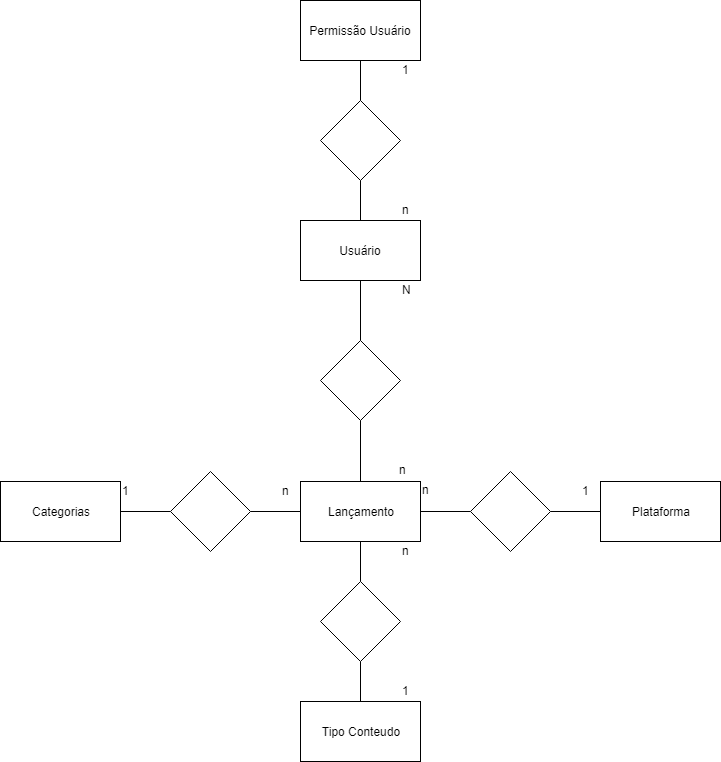 Permissão Usuário
1
n
Usuário
N
n
1
n
n
1
Categorias
Lançamento
Plataforma
n
1
Tipo Conteudo